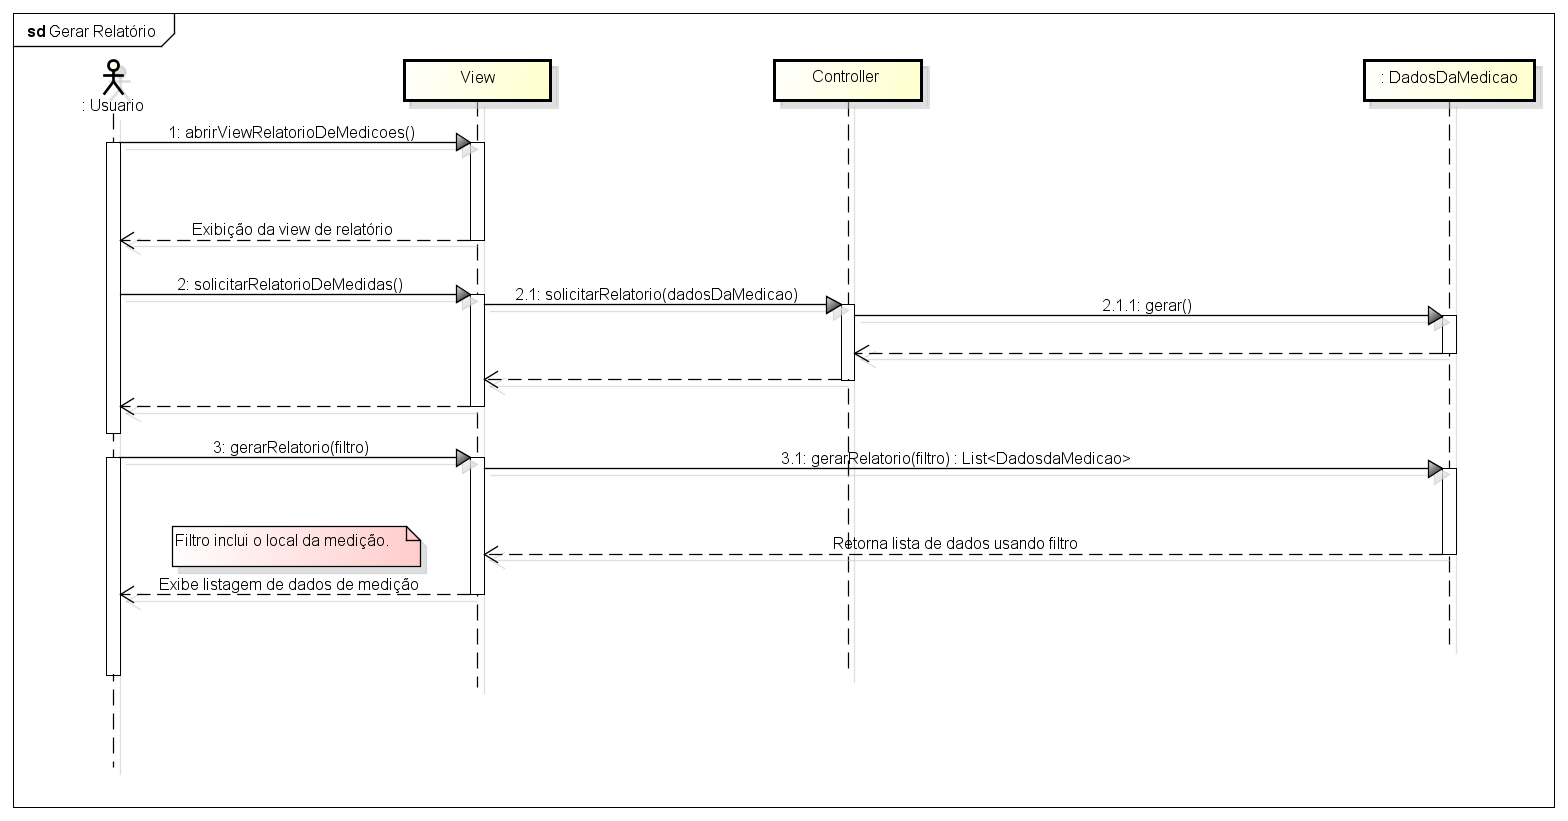 sd Gerar Relatório
: Usuario
View
Controller
: DadosDaMedicao
1: abrirViewRelatorioDeMedicoes()
Exibição da view de relatório
2: solicitarRelatorioDeMedidas()
2.1: solicitarRelatorio(dadosDaMedicao)
2.1.1: gerar()
3: gerarRelatorio(filtro)
3.1: gerarRelatorio(filtro) : List<DadosdaMedicao>
Filtro inclui o local da medição.
Retorna lista de dados usando filtro
Exibe listagem de dados de medição